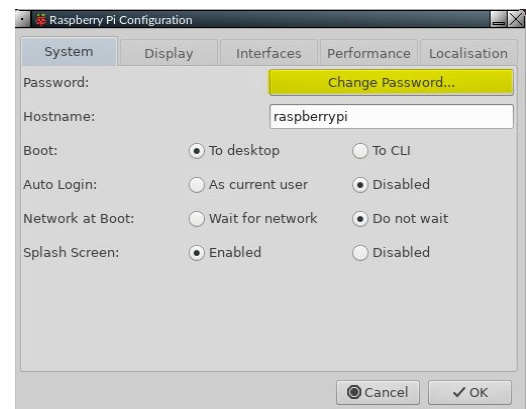 Raspberry Pi Configuration
System Display Interfaces Performance Localisation
Password: Change Password...
Hostname: raspberrypi
Boot: To desktop To CLI
Auto Login: As current user Disabled
Network at Boot: Wait for network Do not wait
Splash Screen: Enabled Disabled
Cancel OK